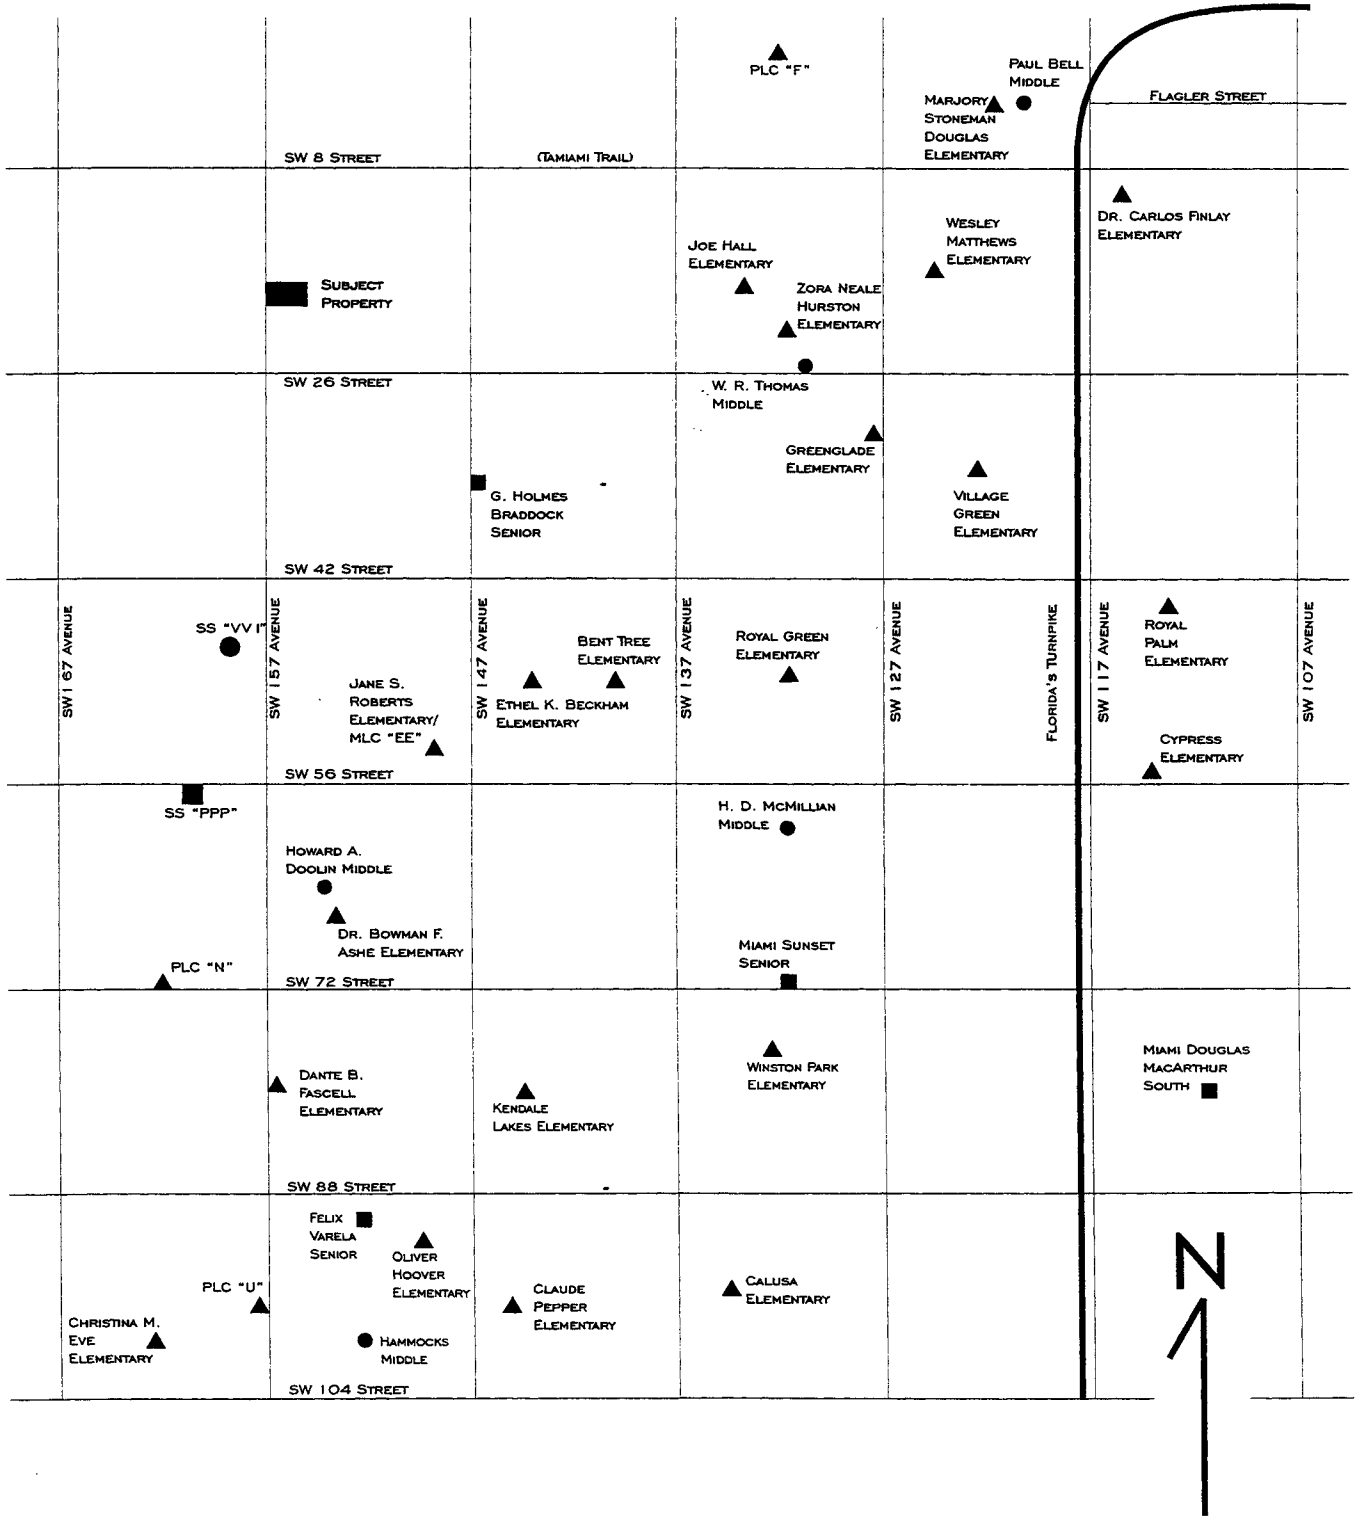 PLC "F"
PAUL BELL
MIDDLE
FLAGLER STREET
MARJORY
STONEMAN
DOUGLAS
ELEMENTARY
SW 8 STREET
(TAMIAMI TRAIL)
DR. CARLOS FINLAY
ELEMENTARY
WESLEY
MATTHEWS
ELEMENTARY
JOE HALL
ELEMENTARY
SUBJECT
PROPERTY
ZORA NEALE
HURSTON
ELEMENTARY
SW 26 STREET
W. R. THOMAS
MIDDLE
GREENGLADE
ELEMENTARY
G. HOLMES
BRADDOCK
SENIOR
VILLAGE
GREEN
ELEMENTARY
SW 42 STREET
SW 167 AVENUE
SW 157 AVENUE
SW 147 AVENUE
SW 137 AVENUE
SW 127 AVENUE
FLORIDA'S TURNPIKE
SW 117 AVENUE
SW 107 AVENUE
SS "VV1"
BENT TREE
ELEMENTARY
ROYAL GREEN
ELEMENTARY
ROYAL
PALM
ELEMENTARY
JANE S.
ROBERTS
ELEMENTARY/
MLC "EE"
ETHEL K. BECKHAM
ELEMENTARY
CYPRESS
ELEMENTARY
SW 56 STREET
SS "PPP"
H. D. MCMILLIAN
MIDDLE
HOWARD A.
DOOLIN MIDDLE
DR. BOWMAN F.
ASHE ELEMENTARY
MIAMI SUNSET
SENIOR
PLC "N"
SW 72 STREET
DANTE B.
FASCELL
ELEMENTARY
KENDALE
LAKES ELEMENTARY
WINSTON PARK
ELEMENTARY
MIAMI DOUGLAS
MACARTHUR
SOUTH
SW 88 STREET
FELIX
VARELA
SENIOR
OLIVER
HOOVER
ELEMENTARY
PLC "U"
CLAUDE
PEPPER
ELEMENTARY
CALUSA
ELEMENTARY
CHRISTINA M.
EVE
ELEMENTARY
HAMMOCKS
MIDDLE
SW 104 STREET
N